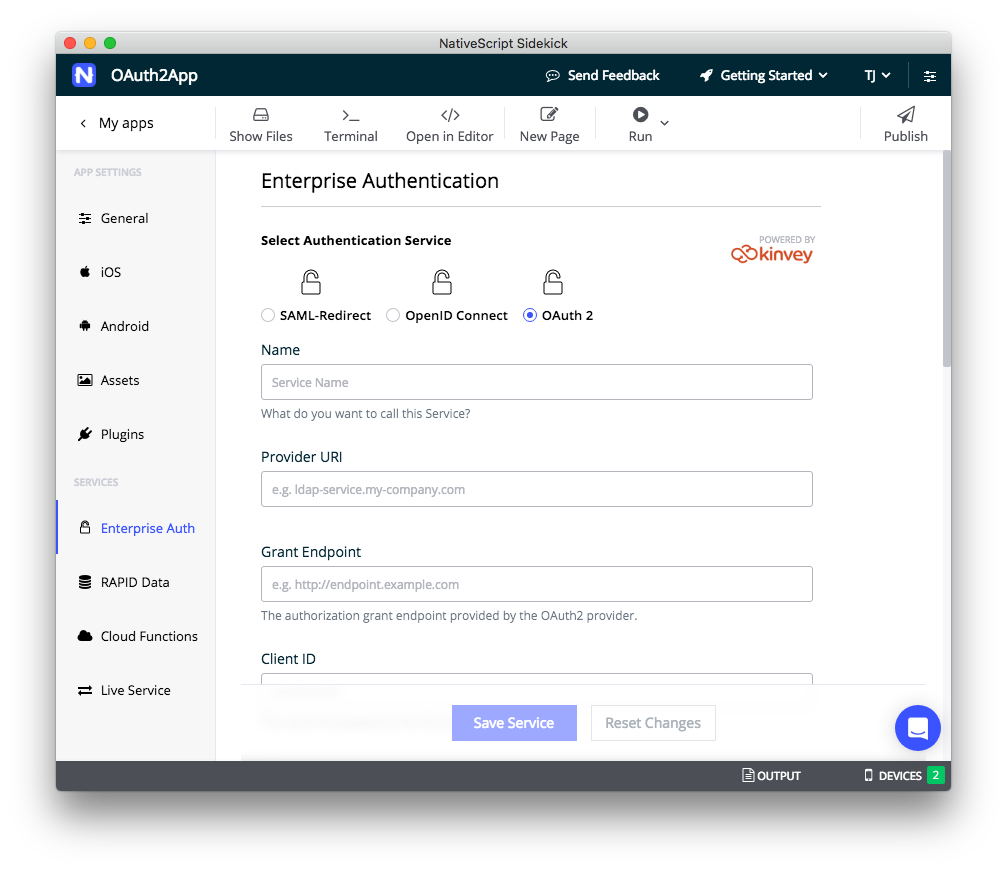 NativeScript Sidekick
N OAuth2App
Send Feedback
Getting Started
TJ
My apps
Show Files
Terminal
Open in Editor
New Page
Run
Publish
APP SETTINGS
General
iOS
Android
Assets
Plugins
SERVICES
Enterprise Auth
RAPID Data
Cloud Functions
Live Service
Enterprise Authentication
Select Authentication Service
POWERED BY
kinvey
SAML-Redirect
OpenID Connect
OAuth 2
Name
Service Name
What do you want to call this Service?
Provider URI
e.g. ldap-service.my-company.com
Grant Endpoint
e.g. http://endpoint.example.com
The authorization grant endpoint provided by the OAuth2 provider.
Client ID
Save Service
Reset Changes
OUTPUT
DEVICES 2